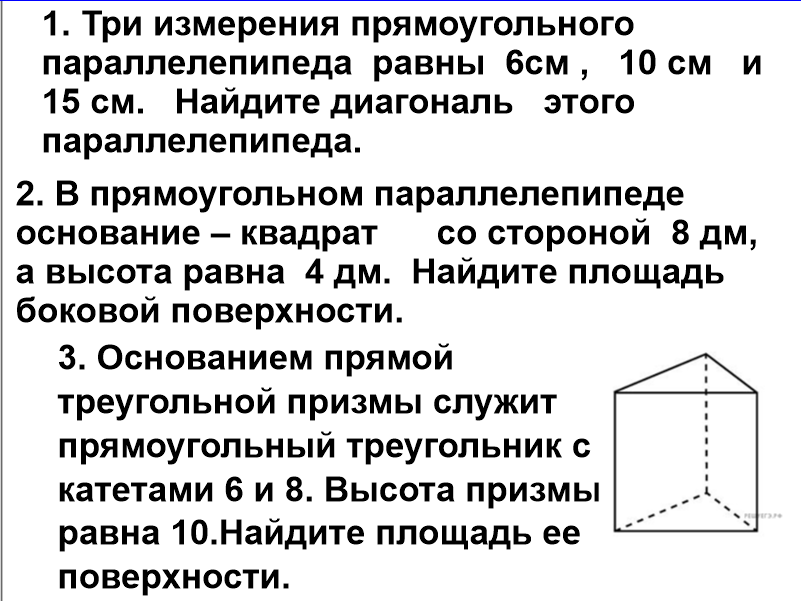 1. Три измерения прямоугольного
параллелепипеда равны 6см , 10 см и
15 см. Найдите диагональ этого
параллелепипеда.
2. В прямоугольном параллелепипеде
основание – квадрат со стороной 8 дм,
а высота равна 4 дм. Найдите площадь
боковой поверхности.
3. Основанием прямой
треугольной призмы служит
прямоугольный треугольник с
катетами 6 и 8. Высота призмы
равна 10.Найдите площадь ее
поверхности.